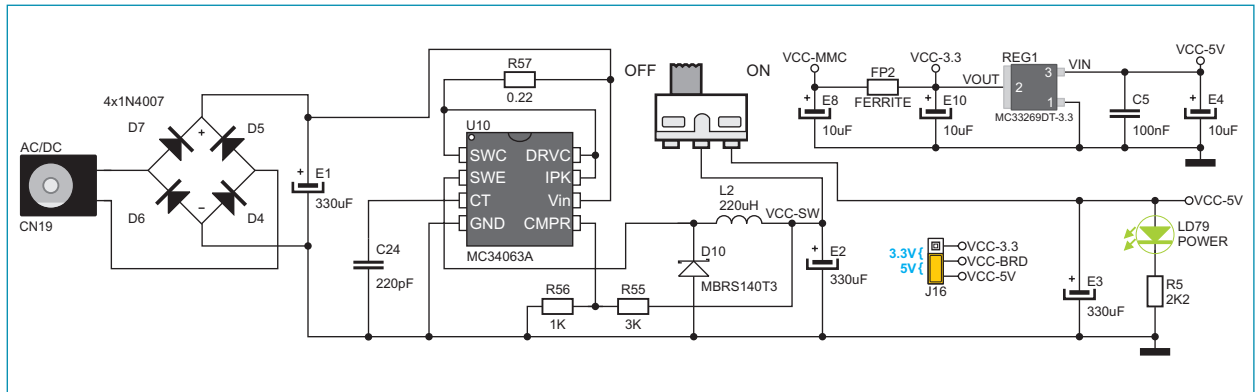 OFF
ON
VCC-MMC
FP2
FERRITE
VCC-3.3
VOUT
REG1
3
2
1
VIN
MC33269DT-3.3
VCC-5V
E8
10uF
E10
10uF
C5
100nF
E4
10uF
R57
0.22
4x1N4007
D7
D5
D6
D4
+
–
AC/DC
CN19
+
E1
330uF
U10
SWC
SWE
CT
GND
DRVC
IPK
Vin
CMPR
MC34063A
C24
220pF
R56
1K
R55
3K
L2
220uH
VCC-SW
D10
MBRS140T3
+
E2
330uF
3.3V{
5V{
VCC-3.3
VCC-BRD
VCC-5V
J16
+
E3
330uF
VCC-5V
LD79
POWER
R5
2K2
+
+
+